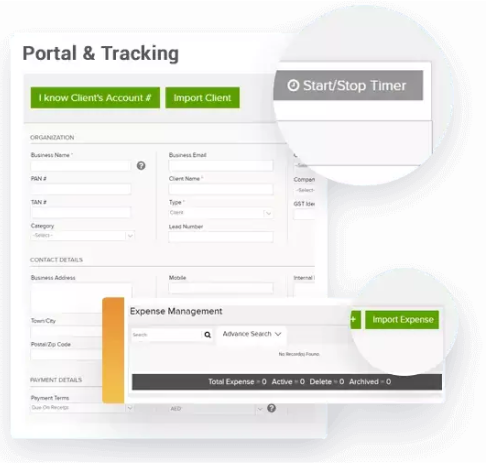 Portal & Tracking
Start/Stop Timer
I know Client's Account #
Import Client
ORGANIZATION
Business Name *
Business Email
PAN #
Client Name *
Compan
-Select-
TAN #
Type *
Client
GST Iden
Category
-Select-
Lead Number
CONTACT DETAILS
Business Address
Mobile
Internal
Expense Management
+
Import Expense
Search
Advance Search
No Record(s) Found.
Town/City
Postal/Zip Code
Total Expense = 0 Active = 0 Delete = 0 Archived = 0
PAYMENT DETAILS
Payment Terms
Due On Receipt
AED